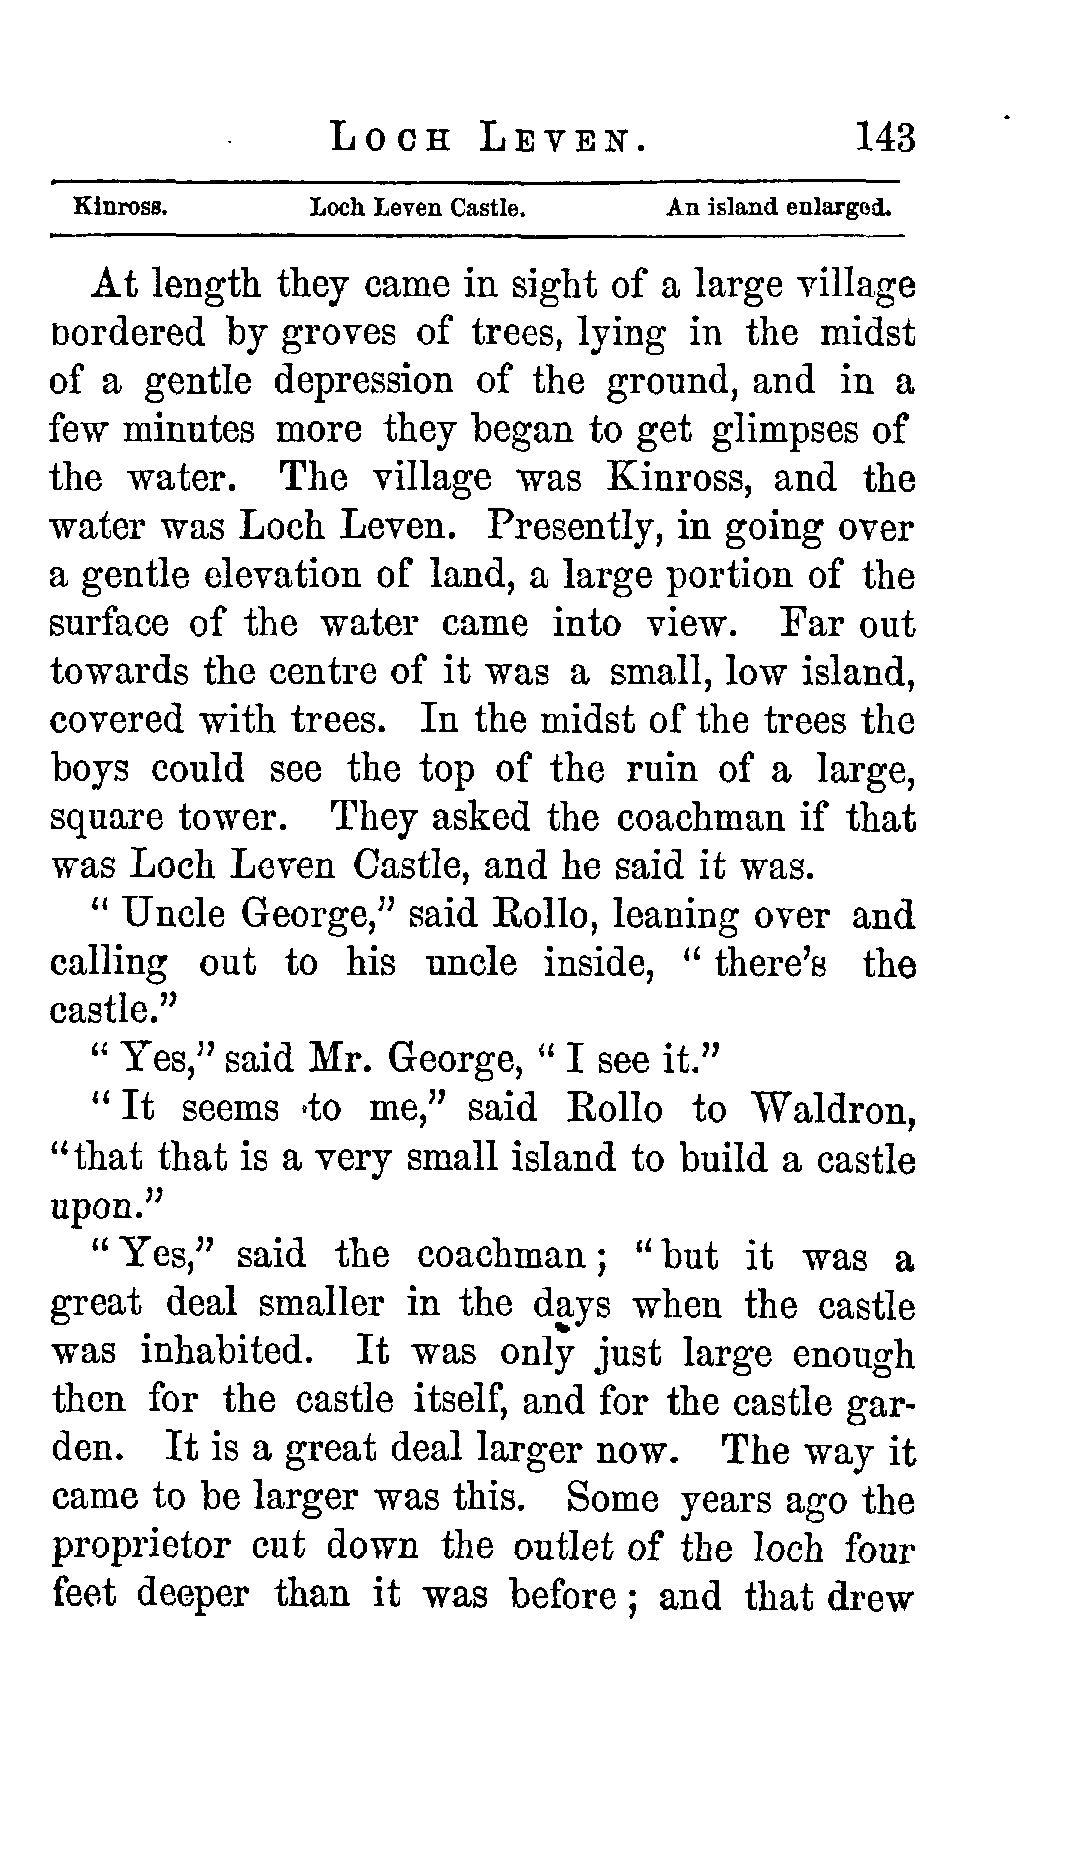 LOCH LEVEN. 143
Kinross. Loch Leven Castle. An island enlarged.
At length they came in sight of a large village
bordered by groves of trees, lying in the midst
of a gentle depression of the ground, and in a
few minutes more they began to get glimpses of
the water. The village was Kinross, and the
water was Loch Leven. Presently, in going over
a gentle elevation of land, a large portion of the
surface of the water came into view. Far out
towards the centre of it was a small, low island,
covered with trees. In the midst of the trees the
boys could see the top of the ruin of a large,
square tower. They asked the coachman if that
was Loch Leven Castle, and he said it was.
“Uncle George,” said Rollo, leaning over and
calling out to his uncle inside, “there’s the
castle.”
“Yes,” said Mr. George, “I see it.”
“It seems to me,” said Rollo to Waldron,
“that that is a very small island to build a castle
upon.”
“Yes,” said the coachman; “but it was a
great deal smaller in the days when the castle
was inhabited. It was only just large enough
then for the castle itself, and for the castle gar-
den. It is a great deal larger now. The way it
came to be larger was this. Some years ago the
proprietor cut down the outlet of the loch four
feet deeper than it was before; and that drew